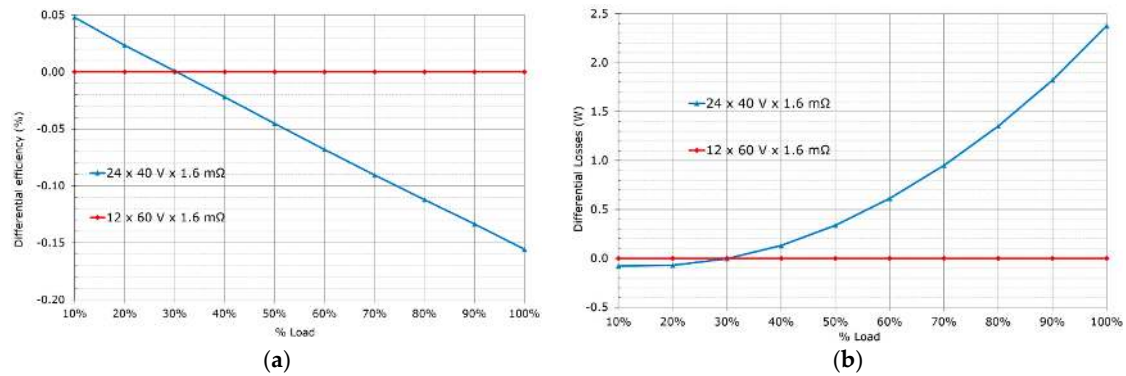 0.05
0.00
-0.05
-0.10
-0.15
-0.20
Differential efficiency (%)
24 x 40 V x 1.6 mΩ
12 x 60 V x 1.6 mΩ
10% 20% 30% 40% 50% 60% 70% 80% 90% 100%
% Load
(a)
2.5
2.0
1.5
1.0
0.5
0.0
-0.5
Differential Losses (W)
24 x 40 V x 1.6 mΩ
12 x 60 V x 1.6 mΩ
10% 20% 30% 40% 50% 60% 70% 80% 90% 100%
% Load
(b)